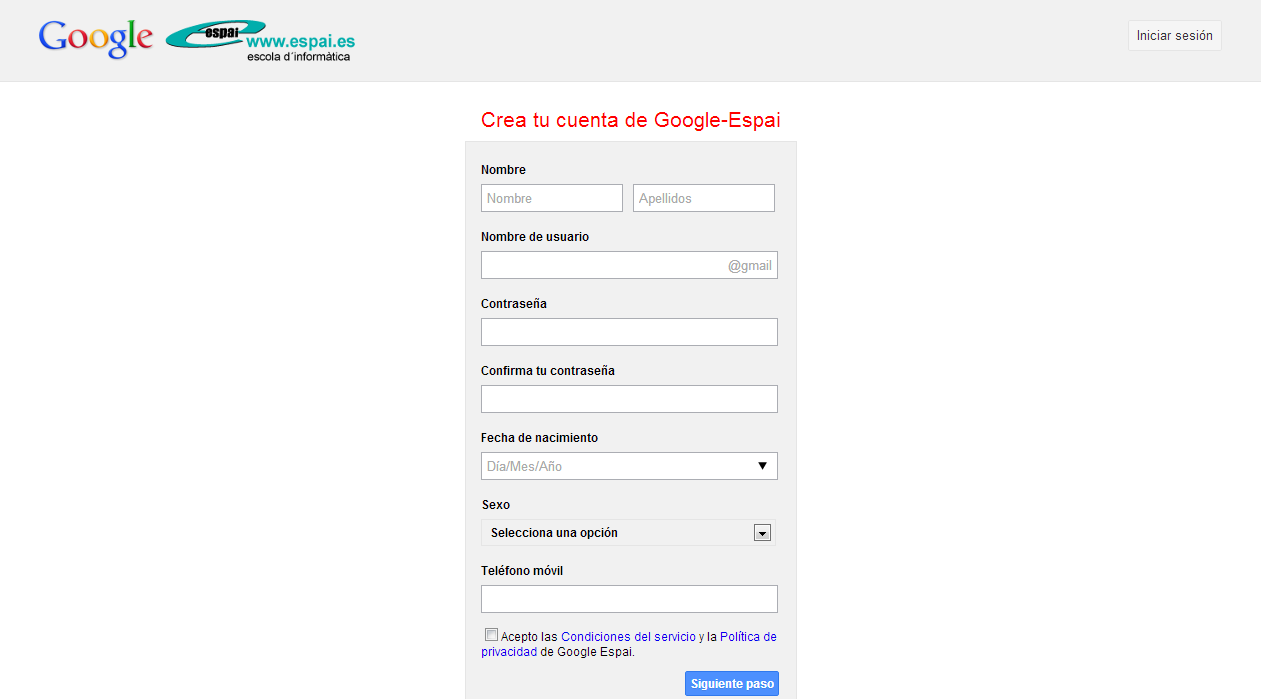 Google espai www.espai.es
escola d´informàtica
Iniciar sesión
Crea tu cuenta de Google-Espai
Nombre
Nombre Apellidos
Nombre de usuario
@gmail
Contraseña
Confirma tu contraseña
Fecha de nacimiento
Día/Mes/Año
Sexo
Selecciona una opción
Teléfono móvil
Acepto las Condiciones del servicio y la Política de
privacidad de Google Espai.
Siguiente paso